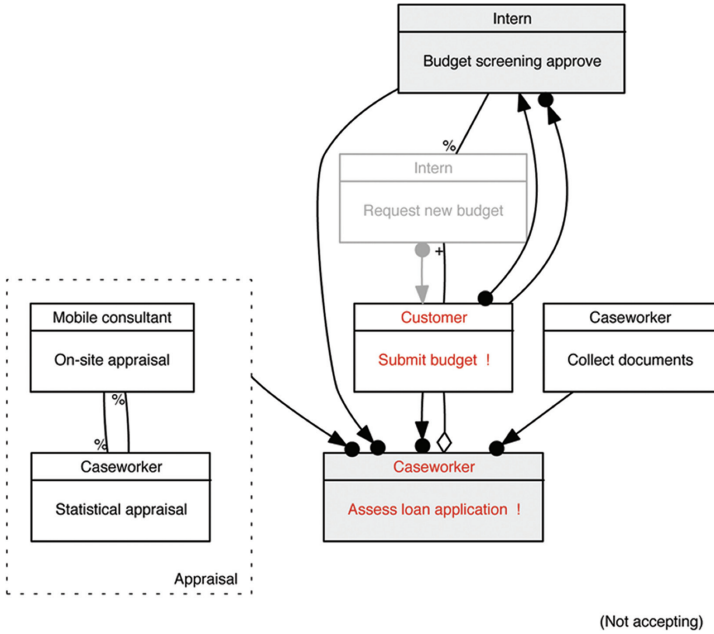 Intern
Budget screening approve
%
Intern
Request new budget
+
Mobile consultant
On-site appraisal
Customer
Submit budget !
Caseworker
Collect documents
%
%
Caseworker
Statistical appraisal
Caseworker
Assess loan application !
Appraisal
(Not accepting)